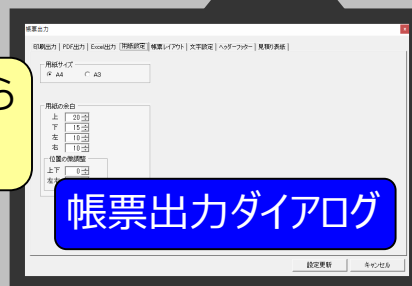 帳票出力
印刷出力 | PDF出力 | Excel出力 | 用紙設定 | 帳票レイアウト | 文字設定 | ヘッダーフッター | 見積り表紙 |
用紙サイズ
A4 A3
ら
用紙の余白
上 20
下 15
左 10
右 10
位置の微調整
上下 0
帳票出力ダイアログ
設定更新 キャンセル